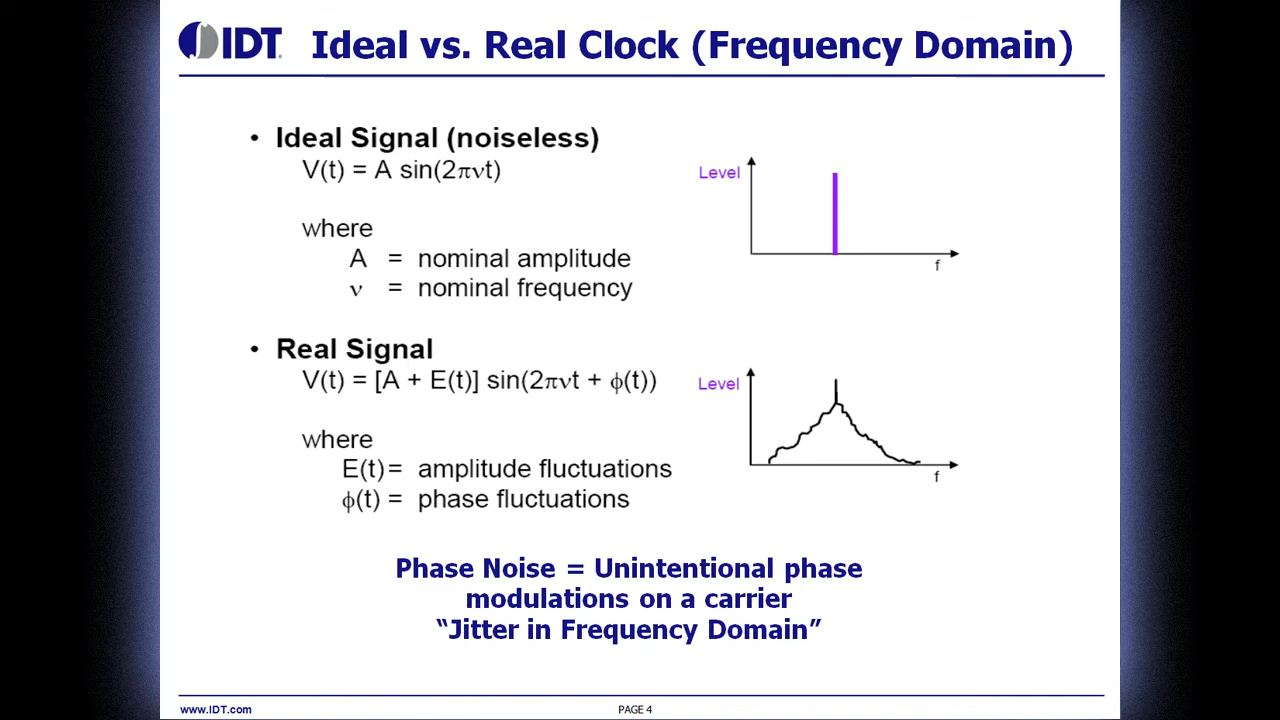 IDT Ideal vs. Real Clock (Frequency Domain)
• Ideal Signal (noiseless)
V(t) = A sin(2πνt)
Level
f
where
A = nominal amplitude
ν = nominal frequency
• Real Signal
V(t) = [A + E(t)] sin(2πνt + ϕ(t))
Level
f
where
E(t)= amplitude fluctuations
ϕ(t) = phase fluctuations
Phase Noise = Unintentional phase
modulations on a carrier
“Jitter in Frequency Domain”
www.IDT.com
PAGE 4